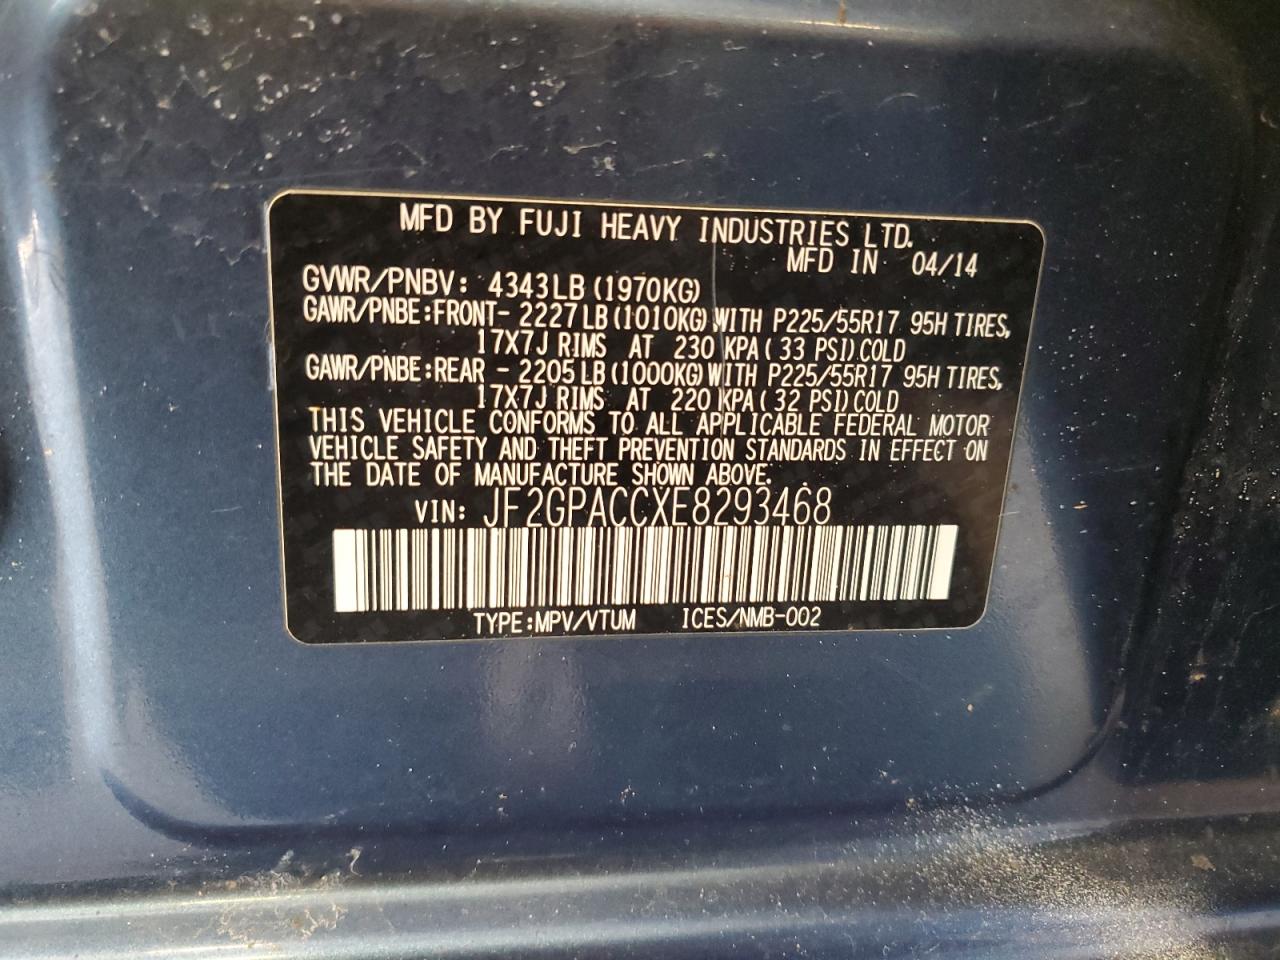 MFD BY FUJI HEAVY INDUSTRIES LTD.
MFD IN 04/14
GVWR/PNBV: 4343LB (1970KG)
GAWR/PNBE:FRONT- 2227LB (1010KG) WITH P225/55R17 95H TIRES,
17X7J RIMS AT 230 KPA (33 PSI) COLD
GAWR/PNBE:REAR - 2205LB (1000KG) WITH P225/55R17 95H TIRES,
17X7J RIMS AT 220 KPA (32 PSI) COLD
THIS VEHICLE CONFORMS TO ALL APPLICABLE FEDERAL MOTOR
VEHICLE SAFETY AND THEFT PREVENTION STANDARDS IN EFFECT ON
THE DATE OF MANUFACTURE SHOWN ABOVE.
VIN: JF2GPACCXE8293468
TYPE:MPV/VTUM ICES/NMB-002